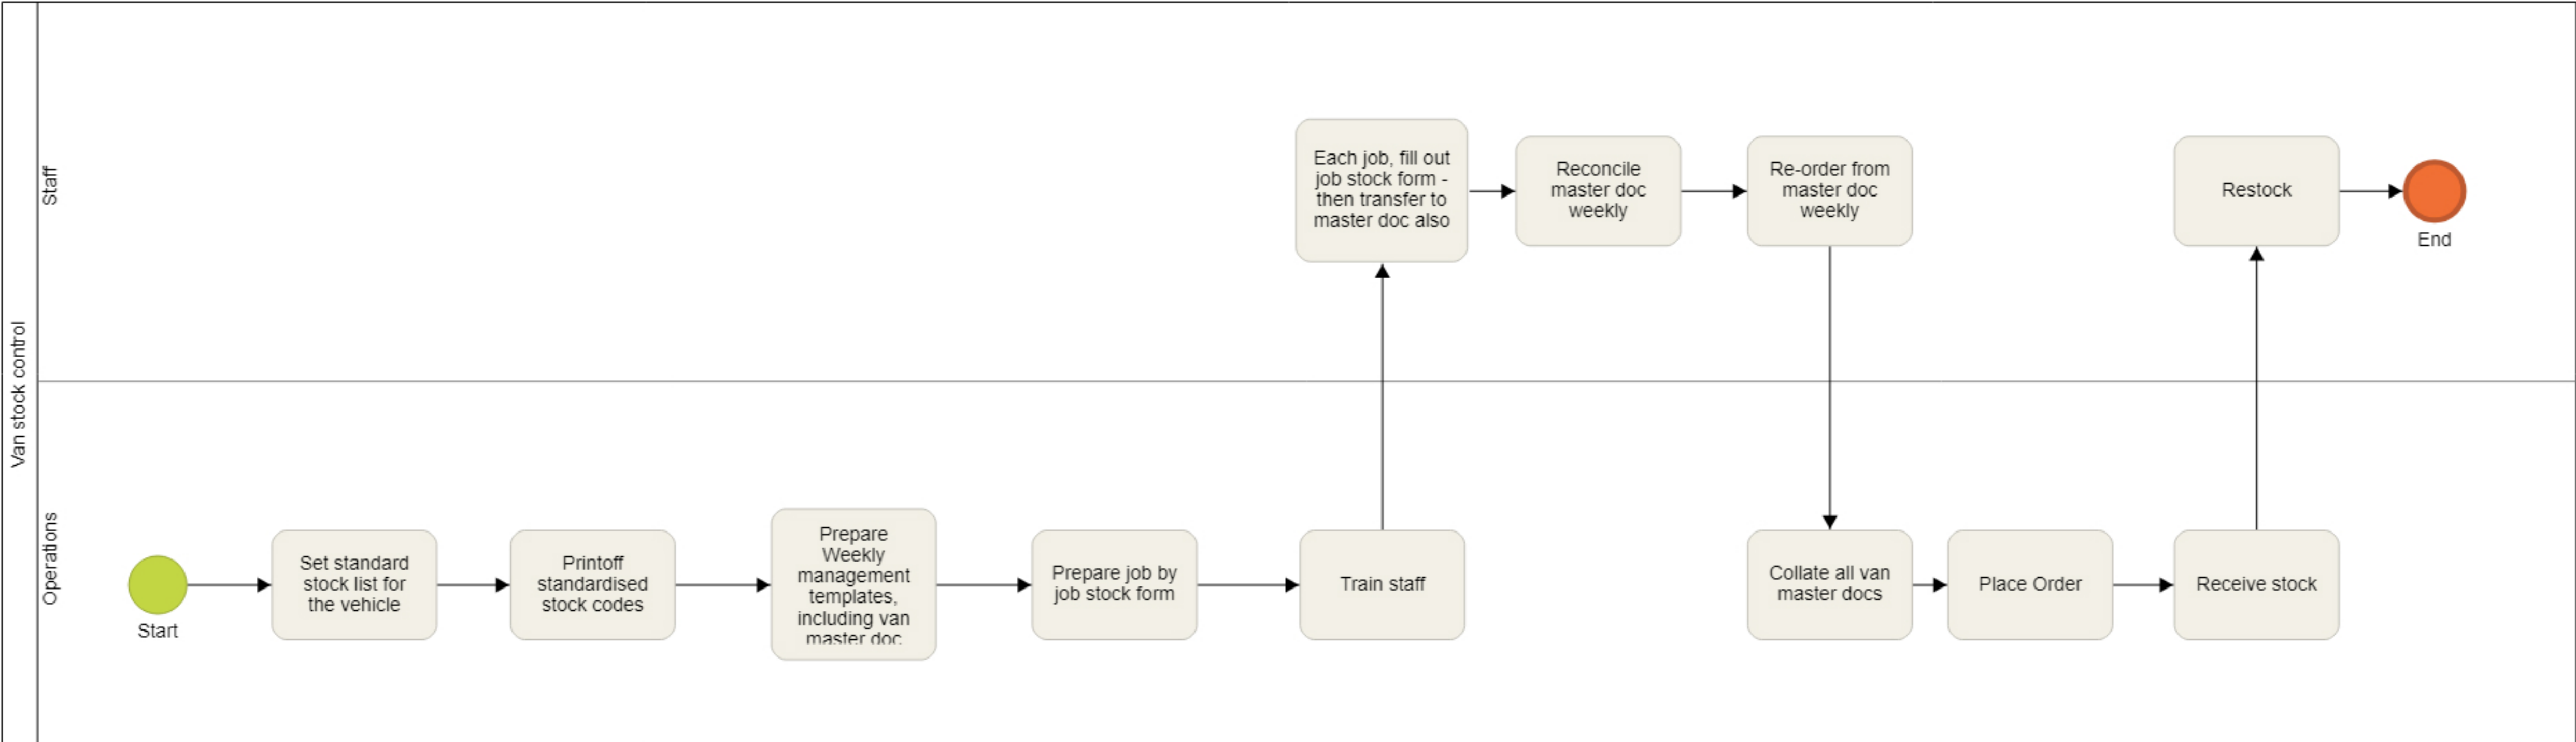 Van stock control
Staff
Each job, fill out
job stock form -
then transfer to
master doc also
Reconcile
master doc
weekly
Re-order from
master doc
weekly
Restock
End
Operations
Start
Set standard
stock list for
the vehicle
Printoff
standardised
stock codes
Prepare
Weekly
management
templates,
including van
master doc
Prepare job by
job stock form
Train staff
Collate all van
master docs
Place Order
Receive stock